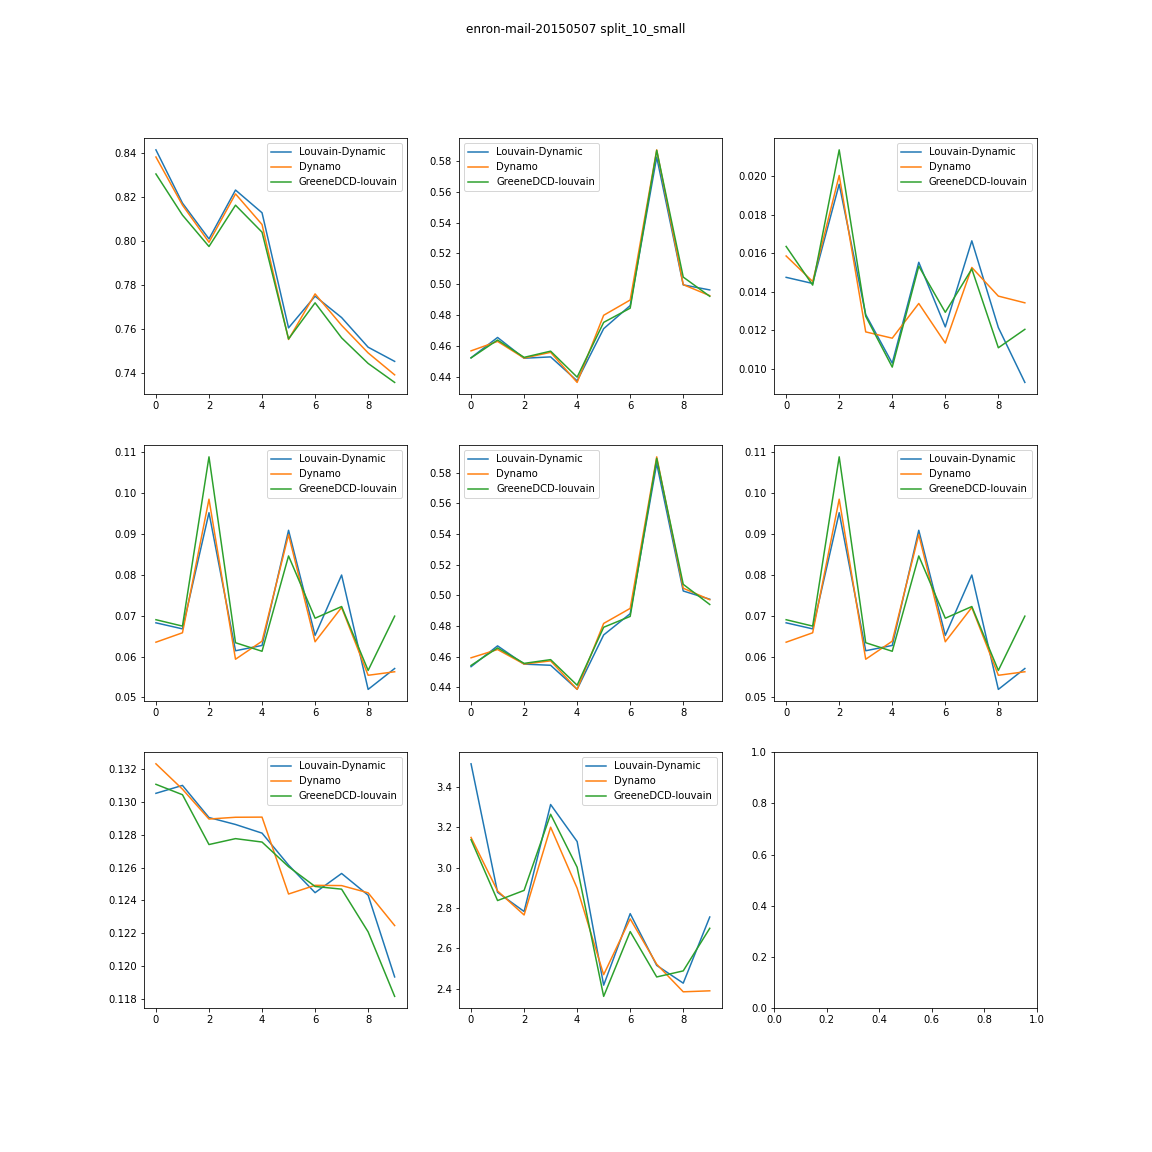 enron-mail-20150507 split_10_small
Louvain-Dynamic
Dynamo
GreeneDCD-louvain
0.84
0.82
0.80
0.78
0.76
0.74
0 2 4 6 8
Louvain-Dynamic
Dynamo
GreeneDCD-louvain
0.58
0.56
0.54
0.52
0.50
0.48
0.46
0.44
0 2 4 6 8
Louvain-Dynamic
Dynamo
GreeneDCD-louvain
0.020
0.018
0.016
0.014
0.012
0.010
0 2 4 6 8
Louvain-Dynamic
Dynamo
GreeneDCD-louvain
0.11
0.10
0.09
0.08
0.07
0.06
0.05
0 2 4 6 8
Louvain-Dynamic
Dynamo
GreeneDCD-louvain
0.58
0.56
0.54
0.52
0.50
0.48
0.46
0.44
0 2 4 6 8
Louvain-Dynamic
Dynamo
GreeneDCD-louvain
0.11
0.10
0.09
0.08
0.07
0.06
0.05
0 2 4 6 8
Louvain-Dynamic
Dynamo
GreeneDCD-louvain
0.132
0.130
0.128
0.126
0.124
0.122
0.120
0.118
0 2 4 6 8
Louvain-Dynamic
Dynamo
GreeneDCD-louvain
3.4
3.2
3.0
2.8
2.6
2.4
0 2 4 6 8
1.0
0.8
0.6
0.4
0.2
0.0
0.0 0.2 0.4 0.6 0.8 1.0